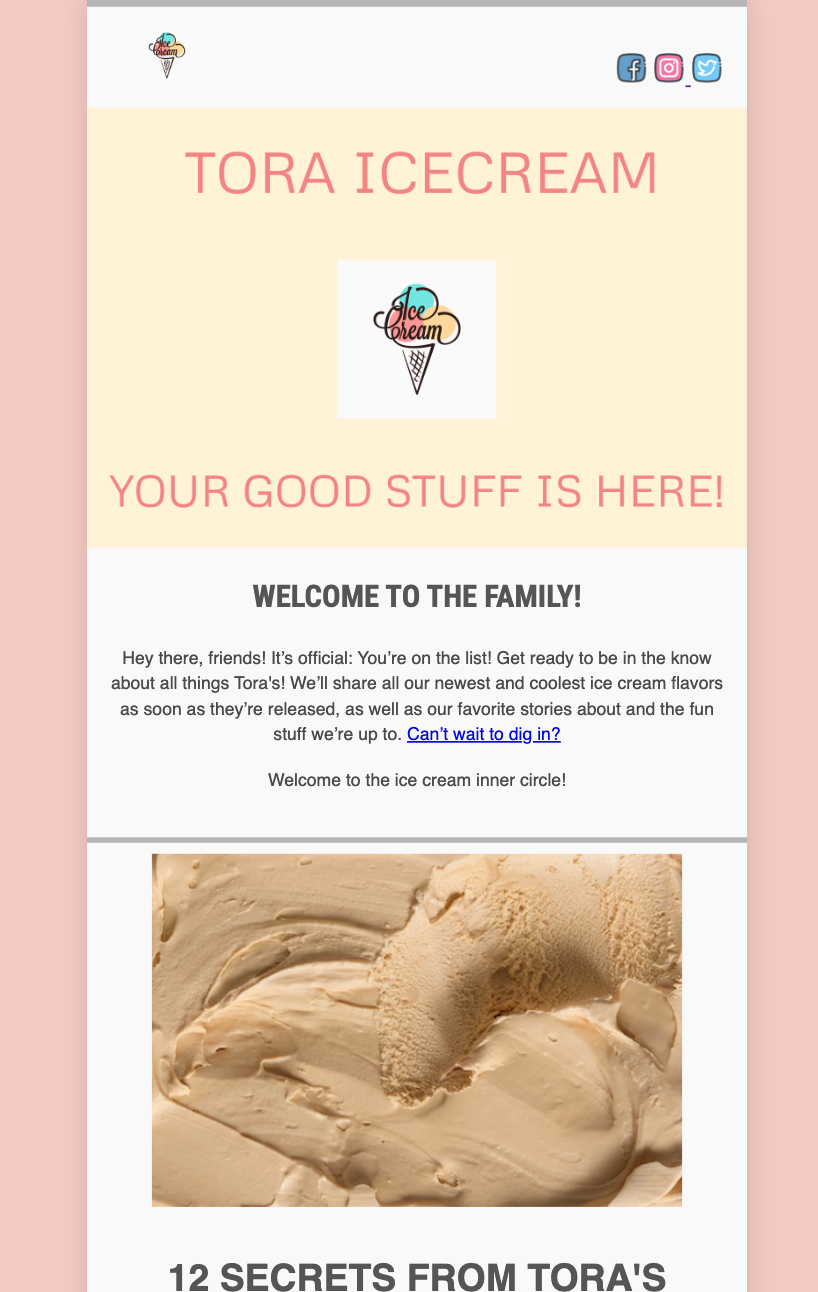 Ice
Cream
TORA ICECREAM
Ice
Cream
YOUR GOOD STUFF IS HERE!
WELCOME TO THE FAMILY!
Hey there, friends! It’s official: You’re on the list! Get ready to be in the know
about all things Tora's! We’ll share all our newest and coolest ice cream flavors
as soon as they’re released, as well as our favorite stories about and the fun
stuff we’re up to. Can’t wait to dig in?
Welcome to the ice cream inner circle!
12 SECRETS FROM TORA'S